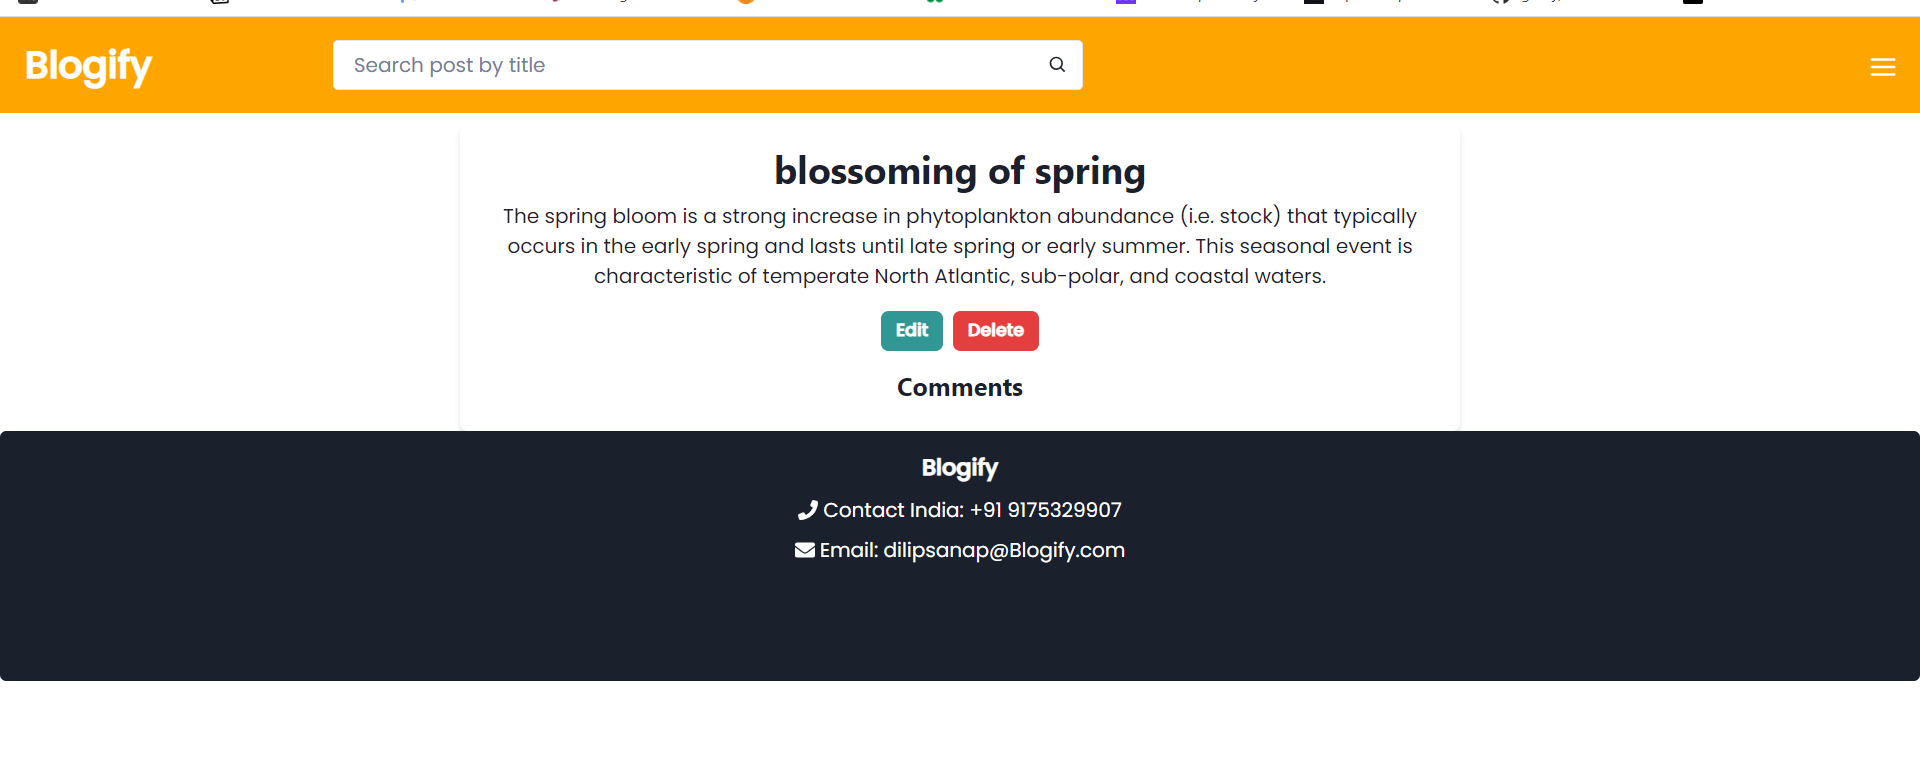 Blogify
Search post by title
blossoming of spring
The spring bloom is a strong increase in phytoplankton abundance (i.e. stock) that typically
occurs in the early spring and lasts until late spring or early summer. This seasonal event is
characteristic of temperate North Atlantic, sub-polar, and coastal waters.
Edit Delete
Comments
Blogify
Contact India: +91 9175329907
Email: dilipsanap@Blogify.com